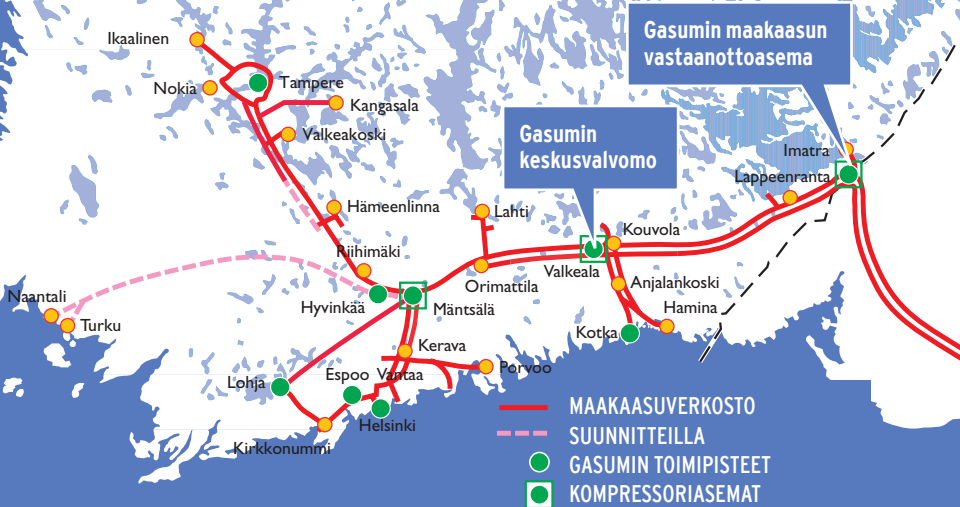 Gasumin maakaasun
vastaanottoasema
Ikaalinen
Nokia
Tampere
Kangasala
Valkeakoski
Gasumin
keskusvalvomo
Imatra
Lappeenranta
Hämeenlinna
Lahti
Kouvola
Riihimäki
Valkeala
Orimattila
Anjalankoski
Naantali
Turku
Hyvinkää
Mäntsälä
Hamina
Kotka
Kerava
Lohja
Espoo
Vantaa
Porvoo
Helsinki
Kirkkonummi
MAAKAASUVERKOSTO
SUUNNITTEILLA
GASUMIN TOIMIPISTEET
KOMPRESSORIASEMAT